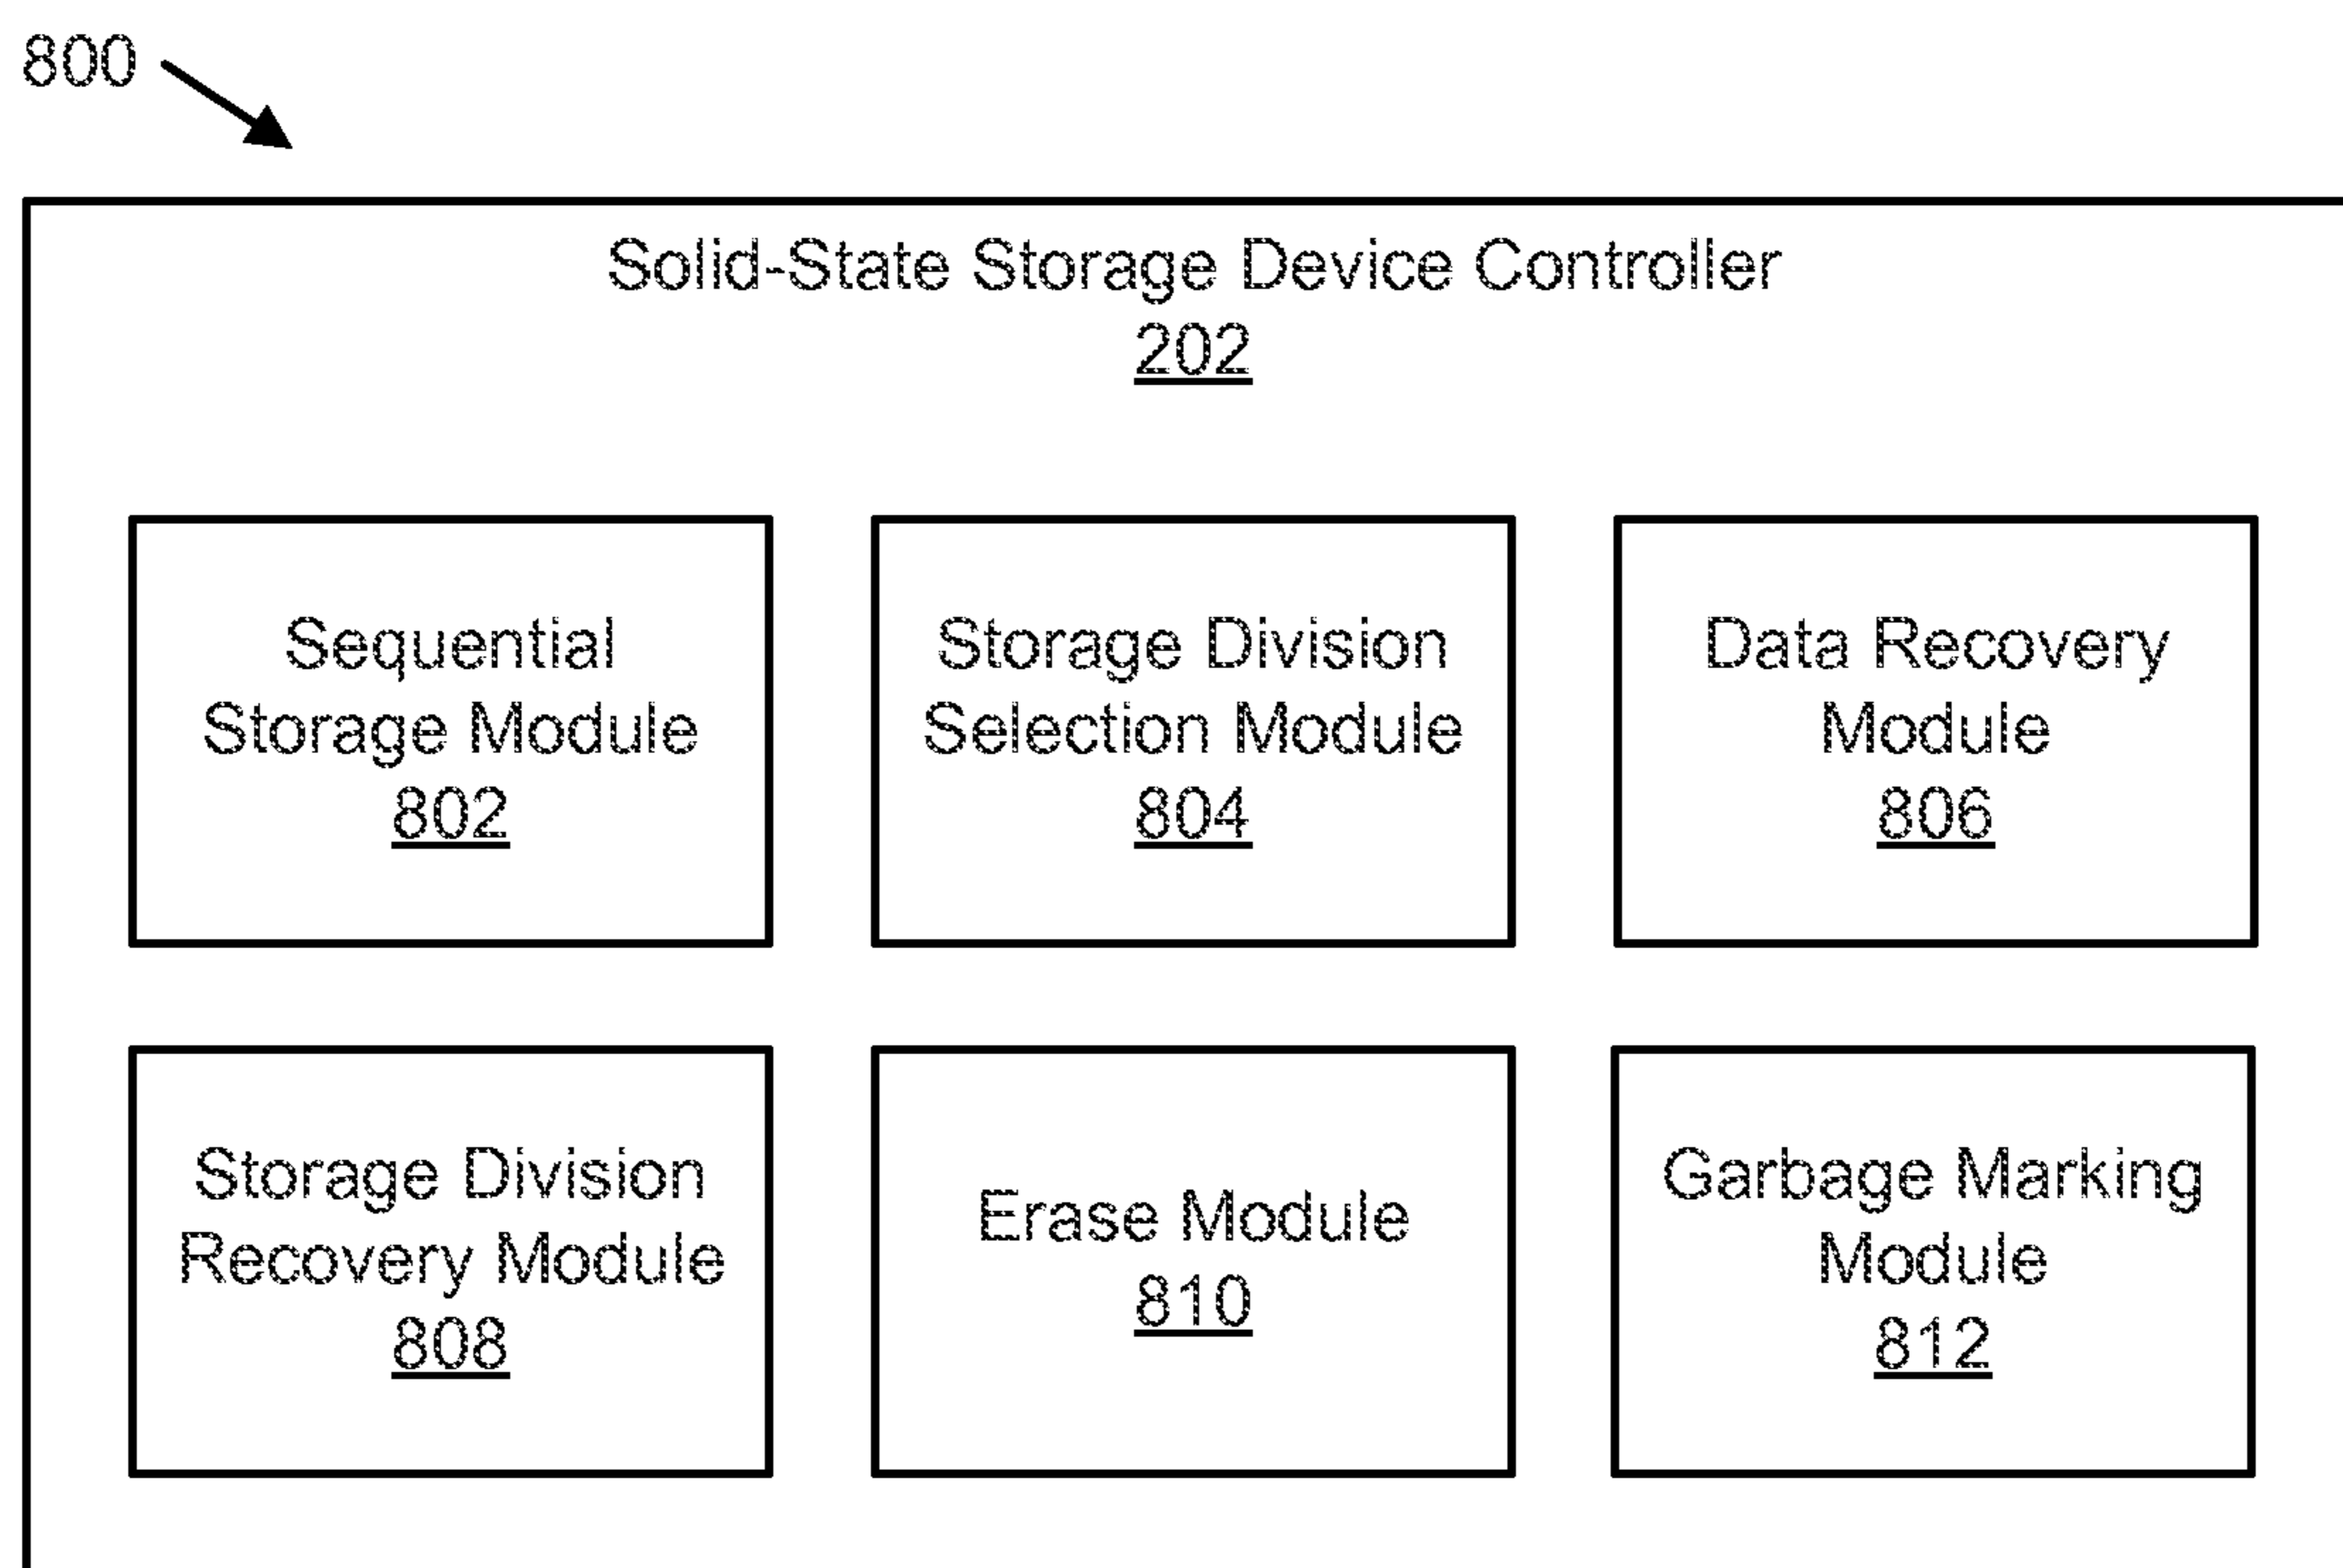 800
Solid-State Storage Device Controller
202
Sequential
Storage Module
802
Storage Division
Selection Module
804
Data Recovery
Module
806
Storage Division
Recovery Module
808
Erase Module
810
Garbage Marking
Module
812